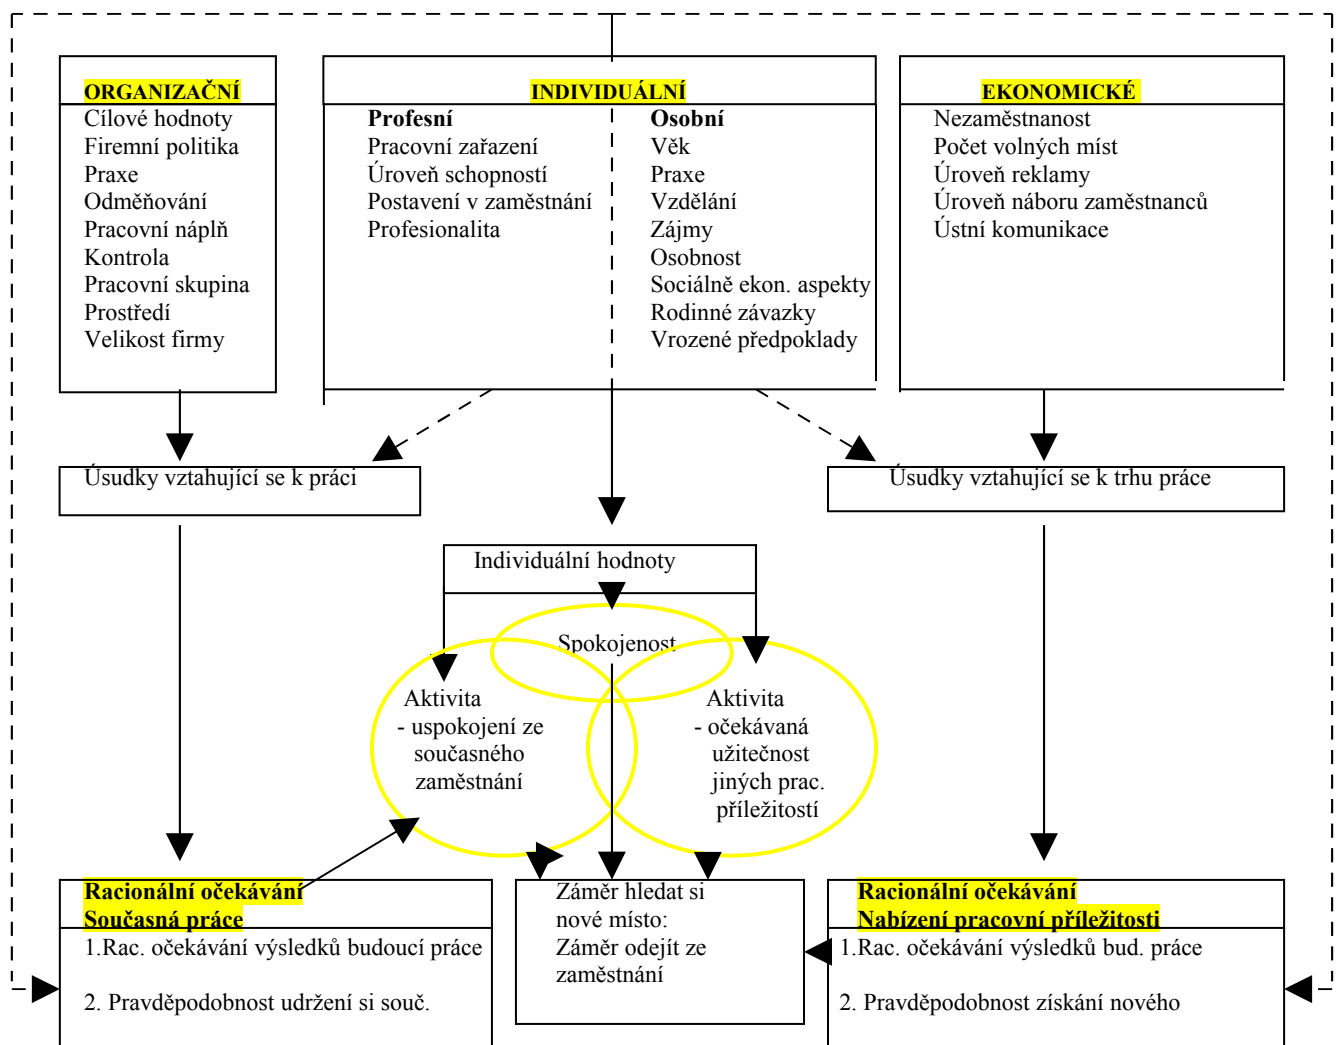 ORGANIZAČNÍ
Cílové hodnoty
Firemní politika
Praxe
Odměňování
Pracovní náplň
Kontrola
Pracovní skupina
Prostředí
Velikost firmy
INDIVIDUÁLNÍ
Profesní
Pracovní zařazení
Úroveň schopností
Postavení v zaměstnání
Profesionalita
Osobní
Věk
Praxe
Vzdělání
Zájmy
Osobnost
Sociálně ekon. aspekty
Rodinné závazky
Vrozené předpoklady
EKONOMICKÉ
Nezaměstnanost
Počet volných míst
Úroveň reklamy
Úroveň náboru zaměstnanců
Ústní komunikace
Úsudky vztahující se k práci
Úsudky vztahující se k trhu práce
Individuální hodnoty
Spokojenost
Aktivita
- uspokojení ze
současného
zaměstnání
Aktivita
- očekávaná
užitečnost
jiných prac.
příležitostí
Racionální očekávání
Současná práce
1.Rac. očekávání výsledků budoucí práce
2. Pravděpodobnost udržení si souč.
Záměr hledat si
nové místo:
Záměr odejít ze
zaměstnání
Racionální očekávání
Nabízení pracovní příležitosti
1.Rac. očekávání výsledků bud. práce
2. Pravděpodobnost získání nového